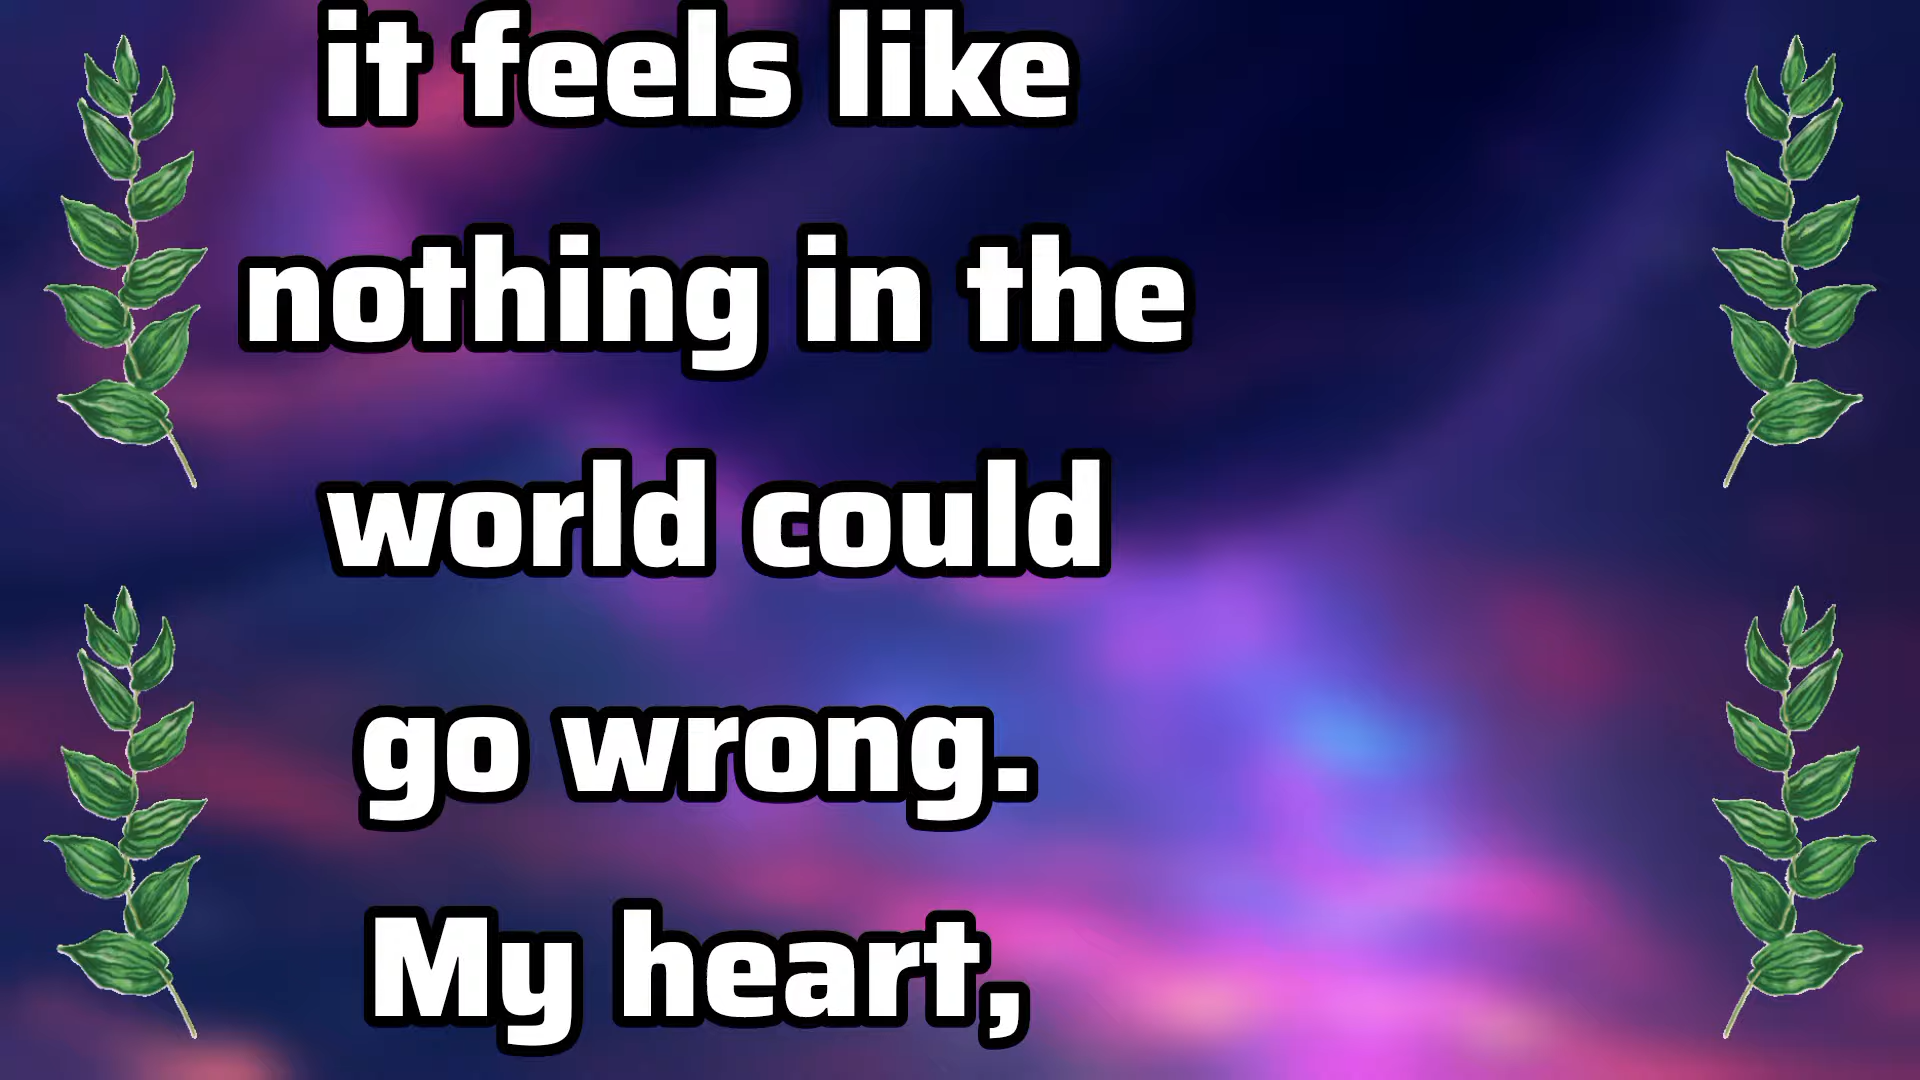 it feels like
nothing in the
world could
go wrong.
My heart,